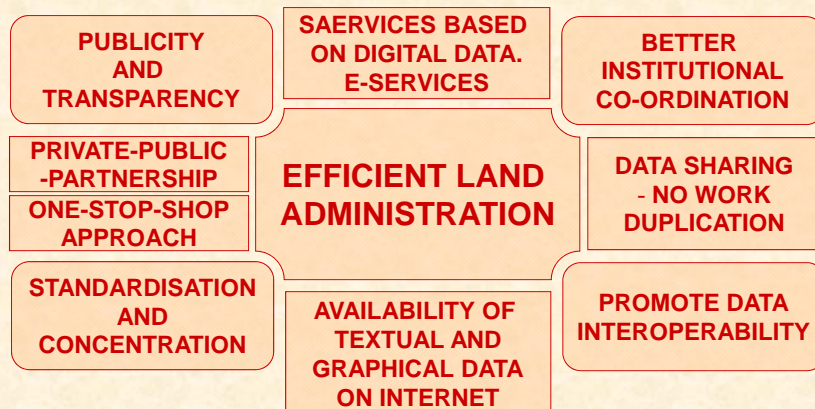 PUBLICITY
AND
TRANSPARENCY
SAERVICES BASED
ON DIGITAL DATA.
E-SERVICES
BETTER
INSTITUTIONAL
CO-ORDINATION
PRIVATE-PUBLIC
-PARTNERSHIP
ONE-STOP-SHOP
APPROACH
EFFICIENT LAND
ADMINISTRATION
DATA SHARING
- NO WORK
DUPLICATION
STANDARDISATION
AND
CONCENTRATION
AVAILABILITY OF
TEXTUAL AND
GRAPHICAL DATA
ON INTERNET
PROMOTE DATA
INTEROPERABILITY